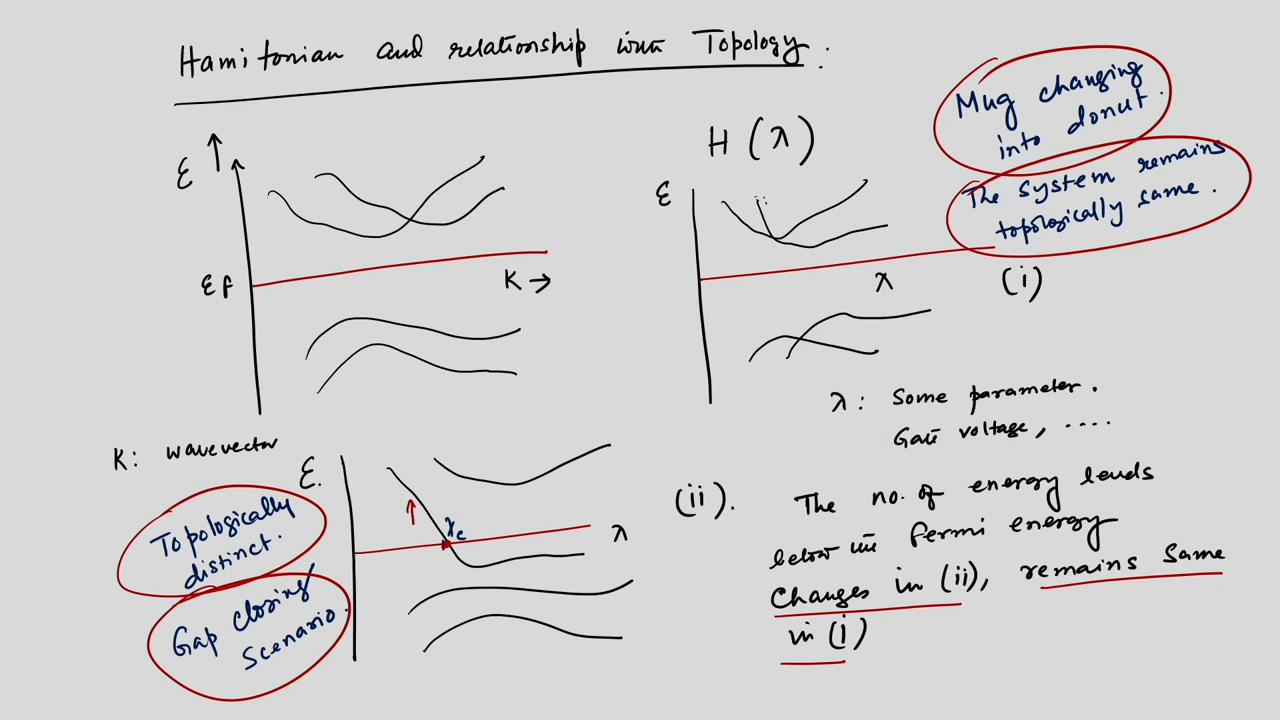 Hamitonian and relationship with Topology.
Mug changing
into donut.
H (λ)
The system remains
topologically same.
ε
ε
εf
K →
λ
(i)
λ: Some parameter.
Gate voltage, ....
K: wavevector
ε.
Topologically
distinct.
λc
λ
(ii). The no. of energy levels
below the Fermi energy
changes in (ii), remains same
in (i)
Gap closing
scenario.